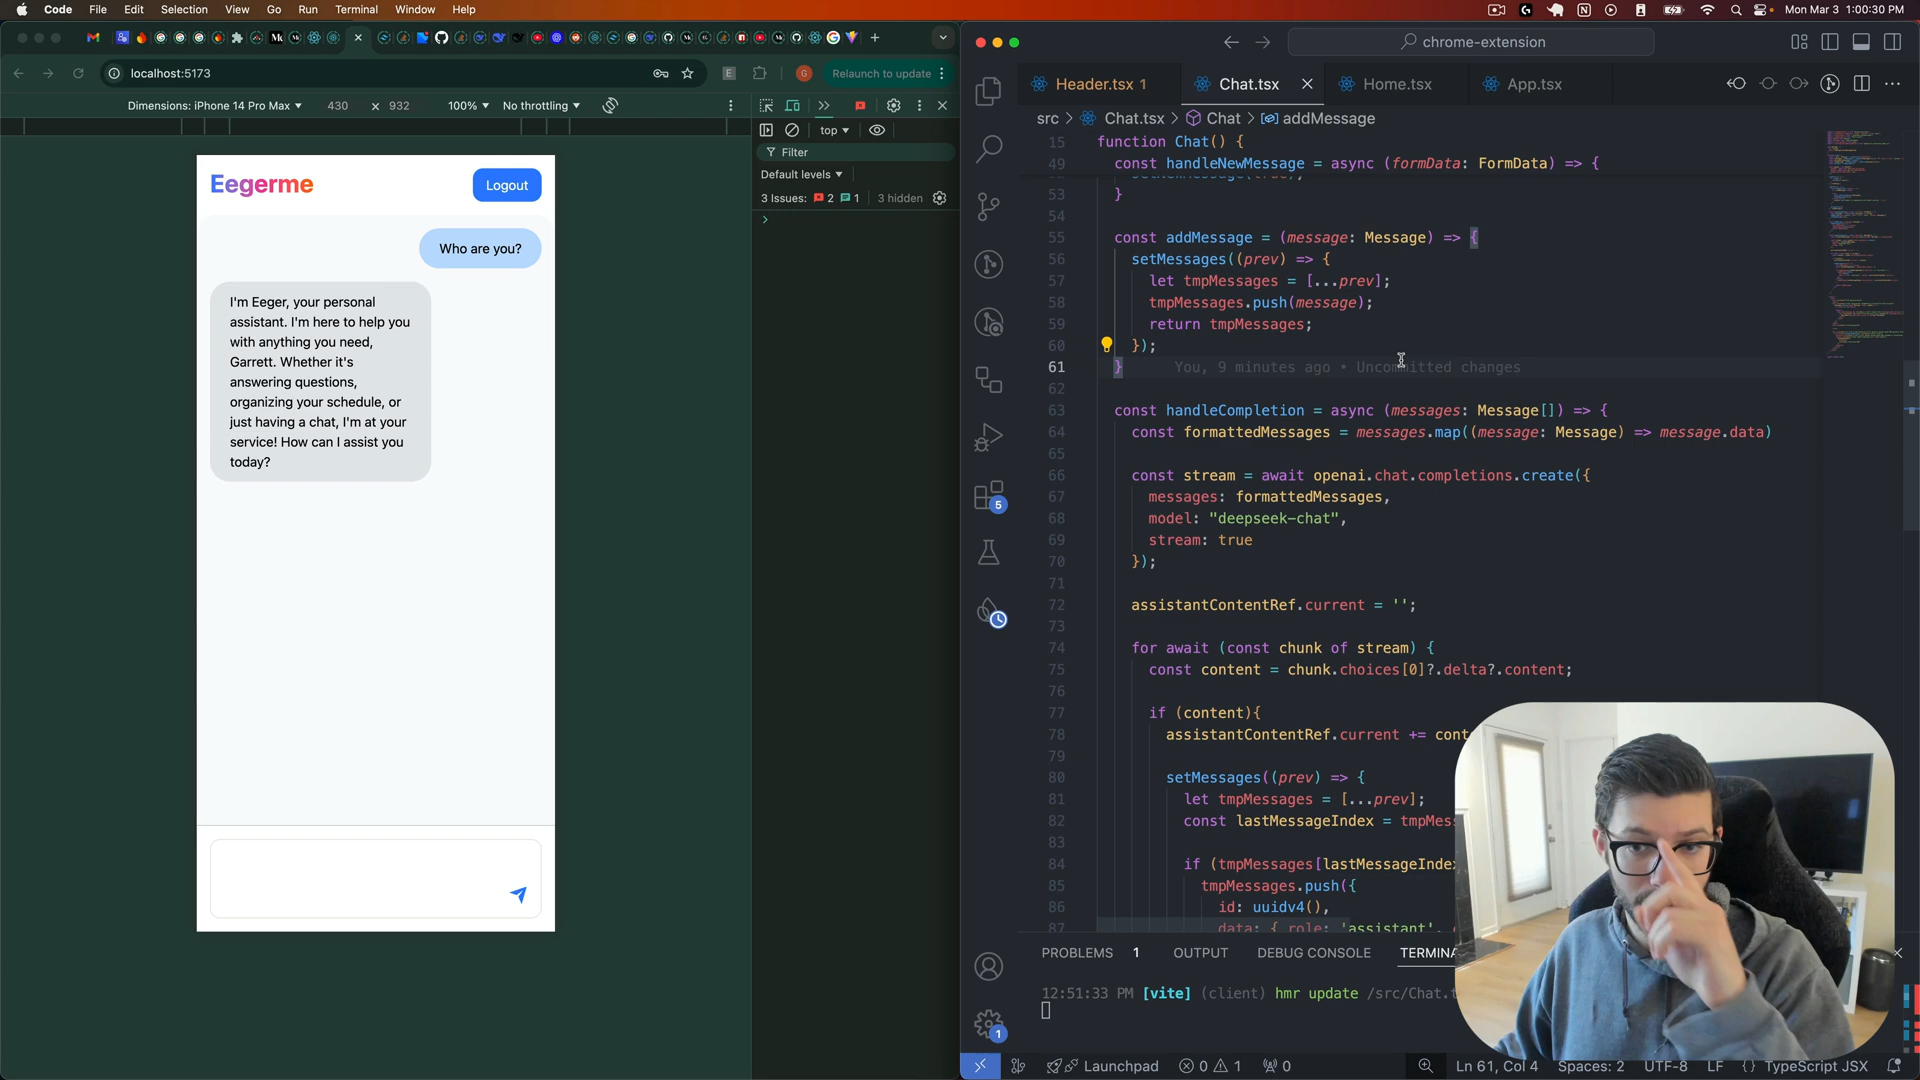 Code File Edit Selection View Go Run Terminal Window Help
Mon Mar 3 1:00:30 PM
localhost:5173
Relaunch to update
Dimensions: iPhone 14 Pro Max 430 x 932 100% No throttling
top
Filter
Default levels
3 Issues: 2 1 3 hidden
Eegerme
Logout
Who are you?
I'm Eeger, your personal
assistant. I'm here to help you
with anything you need,
Garrett. Whether it's
answering questions,
organizing your schedule, or
just having a chat, I'm at your
service! How can I assist you
today?
chrome-extension
Header.tsx 1 Chat.tsx Home.tsx App.tsx
src > Chat.tsx > Chat > addMessage
15 function Chat() {
49 const handleNewMessage = async (formData: FormData) => {
53 }
54
55 const addMessage = (message: Message) => {
56 setMessages((prev) => {
57 let tmpMessages = [...prev];
58 tmpMessages.push(message);
59 return tmpMessages;
60 });
61 } You, 9 minutes ago • Uncommitted changes
62
63 const handleCompletion = async (messages: Message[]) => {
64 const formattedMessages = messages.map((message: Message) => message.data)
65
66 const stream = await openai.chat.completions.create({
67 messages: formattedMessages,
68 model: "deepseek-chat",
69 stream: true
70 });
71
72 assistantContentRef.current = '';
73
74 for await (const chunk of stream) {
75 const content = chunk.choices[0]?.delta?.content;
76
77 if (content){
78 assistantContentRef.current += cont
79
80 setMessages((prev) => {
81 let tmpMessages = [...prev];
82 const lastMessageIndex = tmpMes
83
84 if (tmpMessages[lastMessageInde
85 tmpMessages.push({
86 id: uuidv4(),
87 data: { role: 'assistant',
5
PROBLEMS 1 OUTPUT DEBUG CONSOLE TERMINA
12:51:33 PM [vite] (client) hmr update /src/Chat.t
1
Launchpad 0 1 0 Ln 61, Col 4 Spaces: 2 UTF-8 LF {} TypeScript JSX